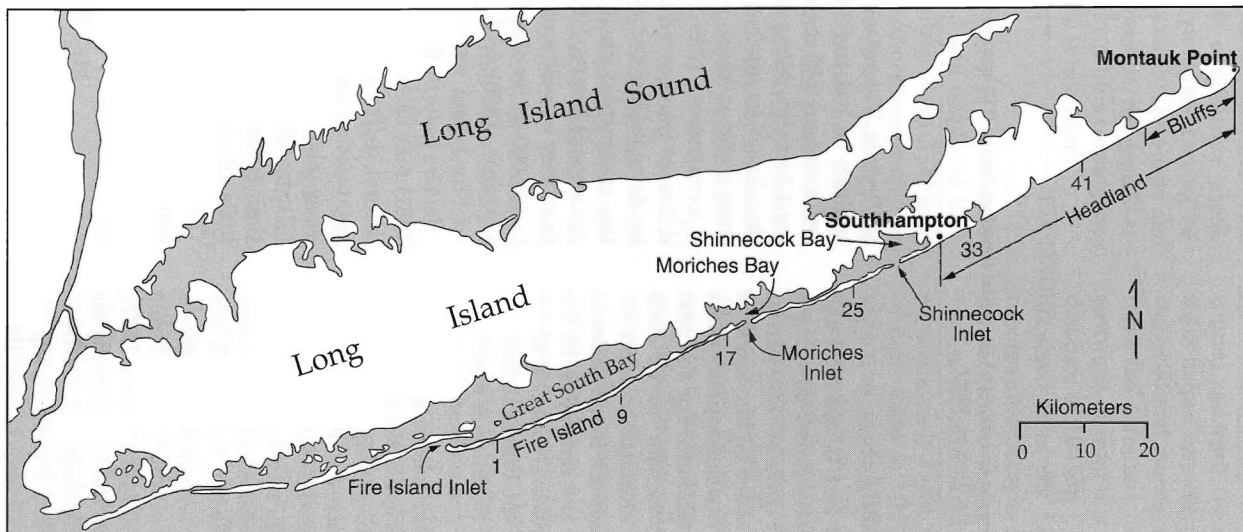 Montauk Point
Long Island Sound
Bluffs
41
Headland
Southhampton
Shinnecock Bay
33
Moriches Bay
Island
25
Shinnecock
Inlet
N
17
Moriches
Inlet
Long
Great South Bay
9
Fire Island
Kilometers
0 10 20
1
Fire Island Inlet